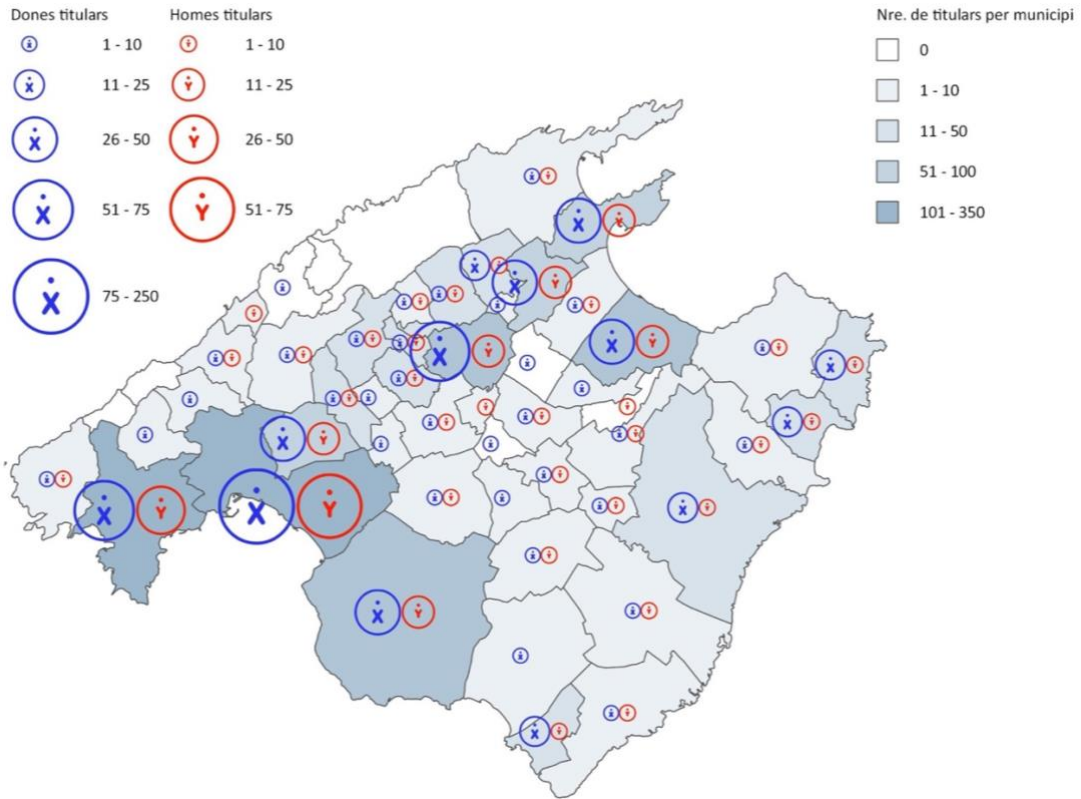 Dones titulars
1 - 10
11 - 25
26 - 50
51 - 75
75 - 250
Homes titulars
1 - 10
11 - 25
26 - 50
51 - 75
Nre. de titulars per municipi
0
1 - 10
11 - 50
51 - 100
101 - 350